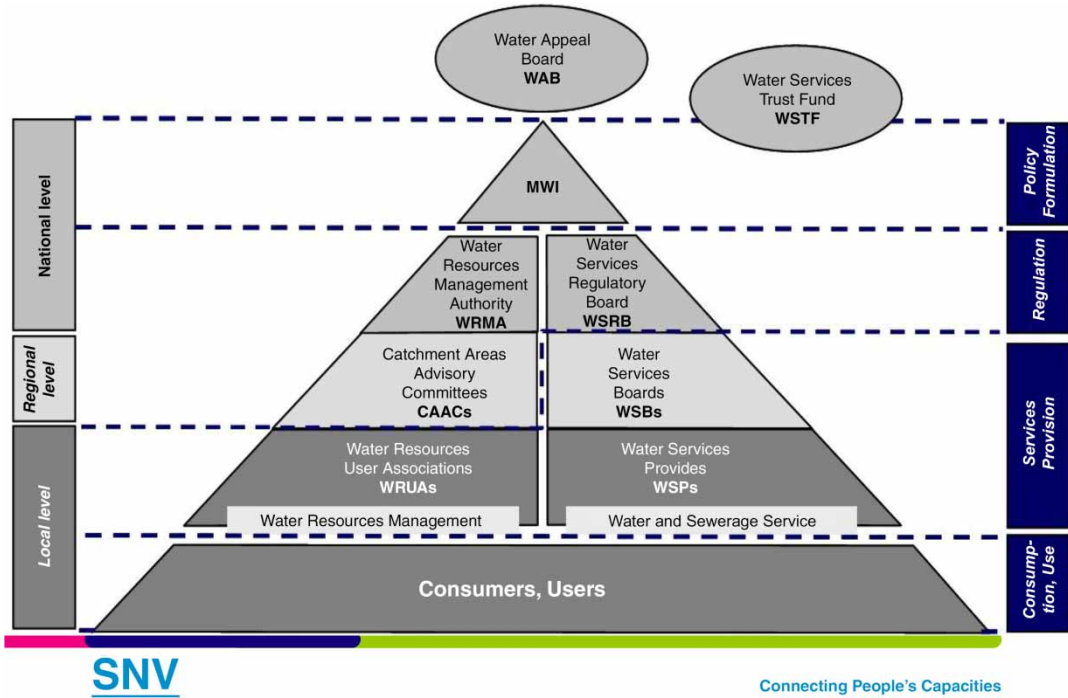 Water Appeal
Board
WAB
Water Services
Trust Fund
WSTF
National level
Policy
Formulation
MWI
Water
Resources
Management
Authority
WRMA
Water
Services
Regulatory
Board
WSRB
Regulation
Regional
level
Catchment Areas
Advisory
Committees
CAACs
Water
Services
Boards
WSBs
Services
Provision
Local level
Water Resources
User Associations
WRUAs
Water Services
Provides
WSPs
Water Resources Management
Water and Sewerage Service
Consumers, Users
Consump-
tion, Use
SNV
Connecting People's Capacities